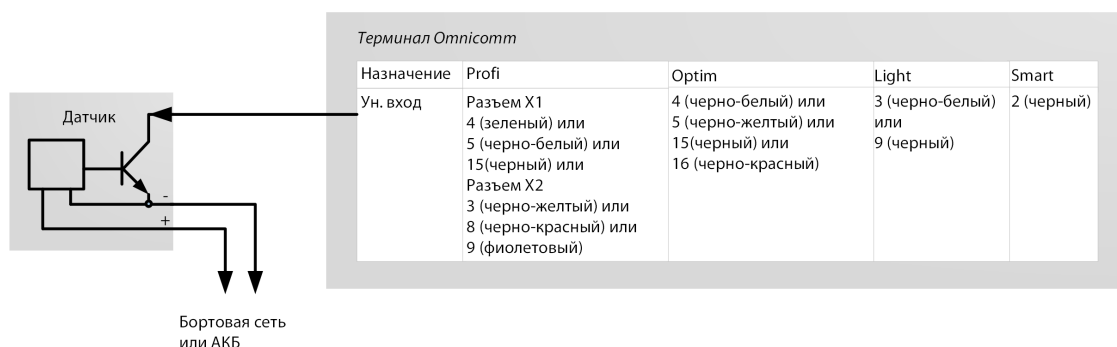 Терминал Omnicomm
Назначение Profi Optim Light Smart
Ун. вход
Разъем X1
4 (зеленый) или
5 (черно-белый) или
15(черный) или
Разъем X2
3 (черно-желтый) или
8 (черно-красный) или
9 (фиолетовый)
4 (черно-белый) или
5 (черно-желтый) или
15(черный) или
16 (черно-красный)
3 (черно-белый)
или
9 (черный)
2 (черный)
Датчик
-
+
Бортовая сеть
или АКБ